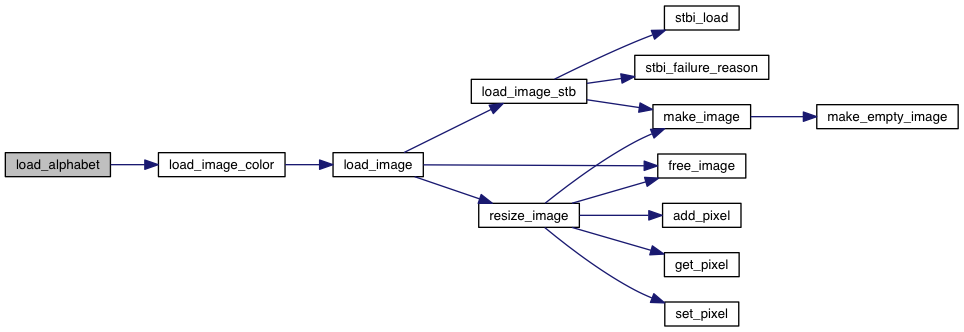 load_alphabet
load_image_color
load_image
load_image_stb
resize_image
stbi_load
stbi_failure_reason
make_image
free_image
add_pixel
get_pixel
set_pixel
make_empty_image